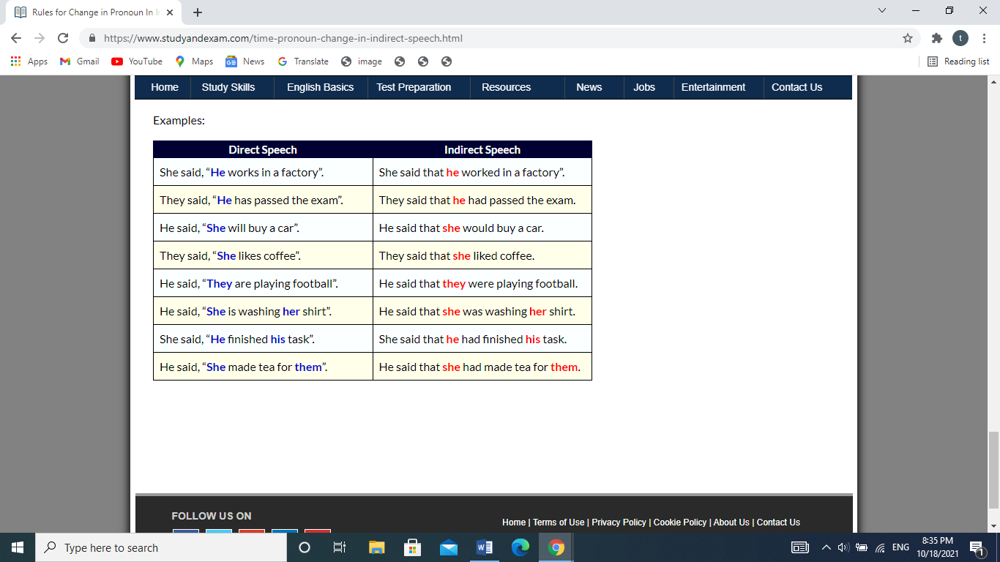 Rules for Change in Pronoun In I
https://www.studyandexam.com/time-pronoun-change-in-indirect-speech.html
t
Apps Gmail YouTube Maps News Translate image Reading list
Home Study Skills English Basics Test Preparation Resources News Jobs Entertainment Contact Us
Examples:
Direct Speech Indirect Speech
She said, “He works in a factory”. She said that he worked in a factory”.
They said, “He has passed the exam”. They said that he had passed the exam.
He said, “She will buy a car”. He said that she would buy a car.
They said, “She likes coffee”. They said that she liked coffee.
He said, “They are playing football”. He said that they were playing football.
He said, “She is washing her shirt”. He said that she was washing her shirt.
She said, “He finished his task”. She said that he had finished his task.
He said, “She made tea for them”. He said that she had made tea for them.
FOLLOW US ON
Home | Terms of Use | Privacy Policy | Cookie Policy | About Us | Contact Us
Type here to search
ENG
8:35 PM
10/18/2021
1